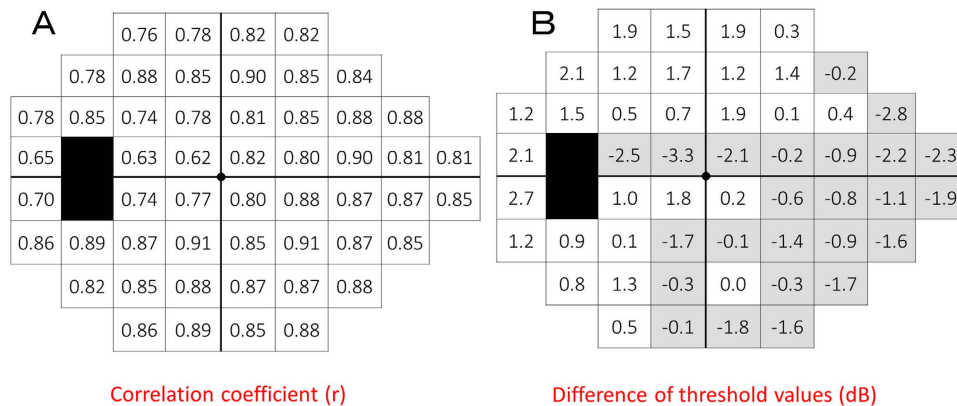 A B
0.76 0.78 0.82 0.82 1.9 1.5 1.9 0.3
0.78 0.88 0.85 0.90 0.85 0.84 2.1 1.2 1.7 1.2 1.4 -0.2
0.78 0.85 0.74 0.78 0.81 0.85 0.88 0.88 1.2 1.5 0.5 0.7 1.9 0.1 0.4 -2.8
0.65 0.63 0.62 0.82 0.80 0.90 0.81 0.81 2.1 -2.5 -3.3 -2.1 -0.2 -0.9 -2.2 -2.3
0.70 0.74 0.77 0.80 0.88 0.87 0.87 0.85 2.7 1.0 1.8 0.2 -0.6 -0.8 -1.1 -1.9
0.86 0.89 0.87 0.91 0.85 0.91 0.87 0.85 1.2 0.9 0.1 -1.7 -0.1 -1.4 -0.9 -1.6
0.82 0.85 0.88 0.87 0.87 0.88 0.8 1.3 -0.3 0.0 -0.3 -1.7
0.86 0.89 0.85 0.88 0.5 -0.1 -1.8 -1.6
Correlation coefficient (r) Difference of threshold values (dB)